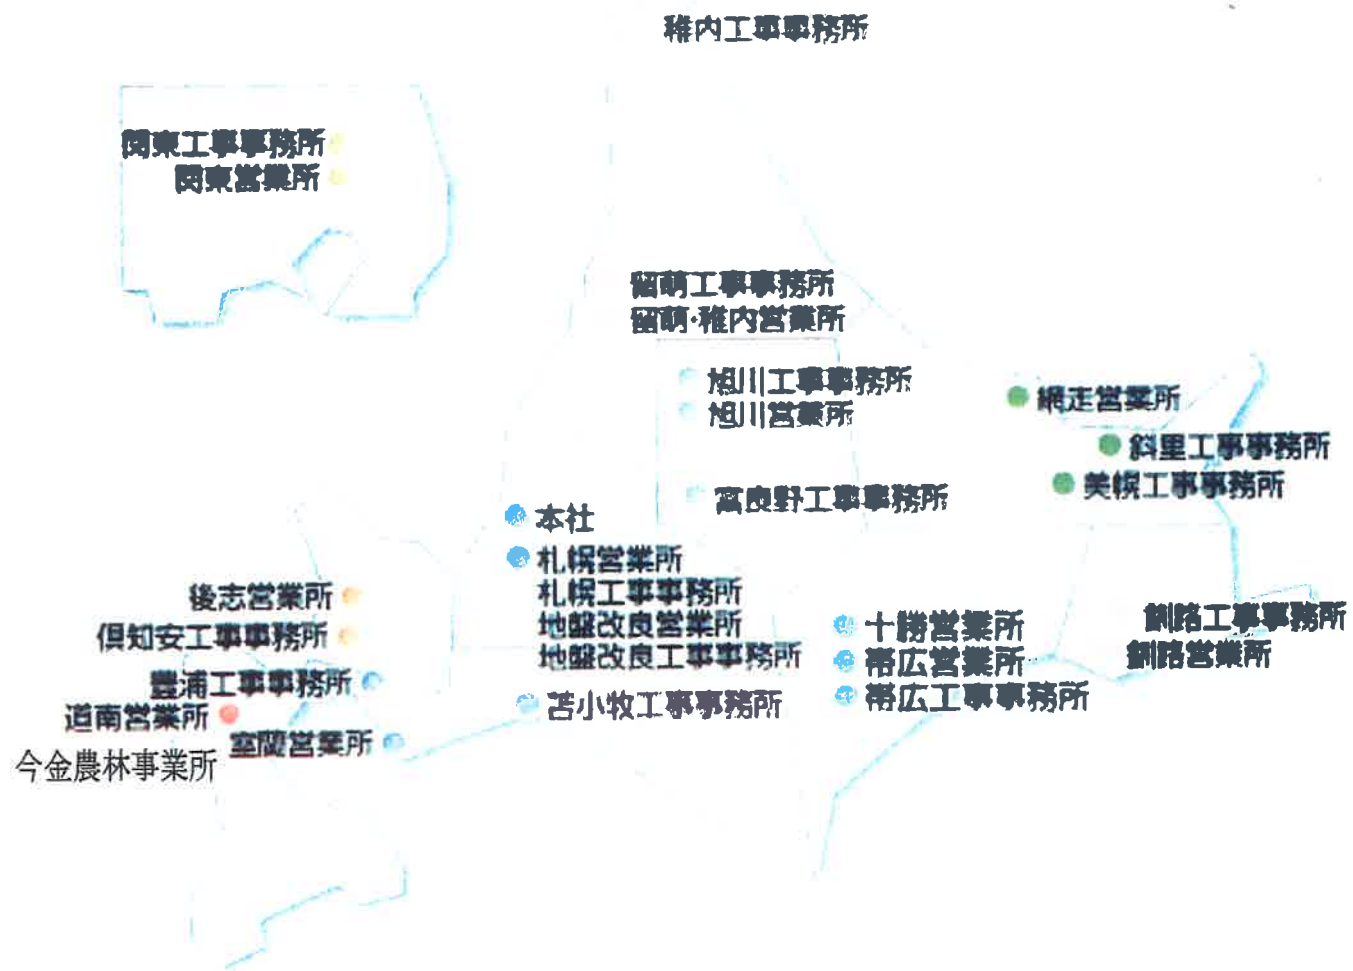 稚内工事事務所
関東工事事務所
関東営業所
留萌工事事務所
留萌・稚内営業所
旭川工事事務所
旭川営業所
網走営業所
斜里工事事務所
美幌工事事務所
富良野工事事務所
本社
札幌営業所
札幌工事事務所
地盤改良営業所
地盤改良工事事務所
後志営業所
倶知安工事事務所
豊浦工事事務所
道南営業所
室蘭営業所
今金農林事業所
苫小牧工事事務所
十勝営業所
帯広営業所
帯広工事事務所
釧路工事事務所
釧路営業所